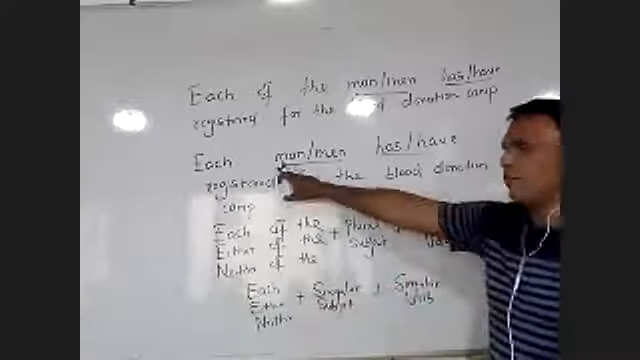 Each of the man/men has/have
registered for the donation camp
Each man/men has/have
registered the blood donation
camp
Each of the
Either of the + Plural
Neither of the Subject
Each
Either + Singular + Singular
Neither Subject Verb